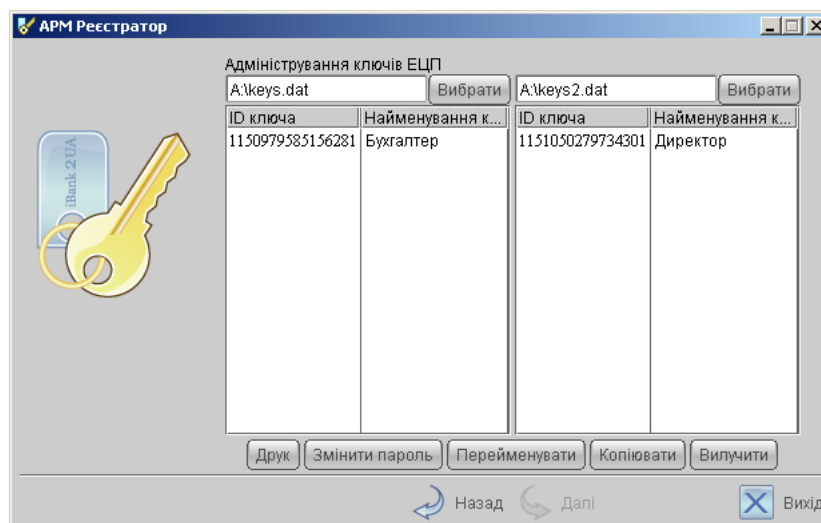 АРМ Реєстратор
Адміністрування ключів ЕЦП
A:\keys.dat Вибрати A:\keys2.dat Вибрати
ID ключа Найменування к... ID ключа Найменування к...
1150979585156281 Бухгалтер 1151050279734301 Директор
iBank 2 UA
Друк Змінити пароль Перейменувати Копіювати Вилучити
Назад Далі Вихід